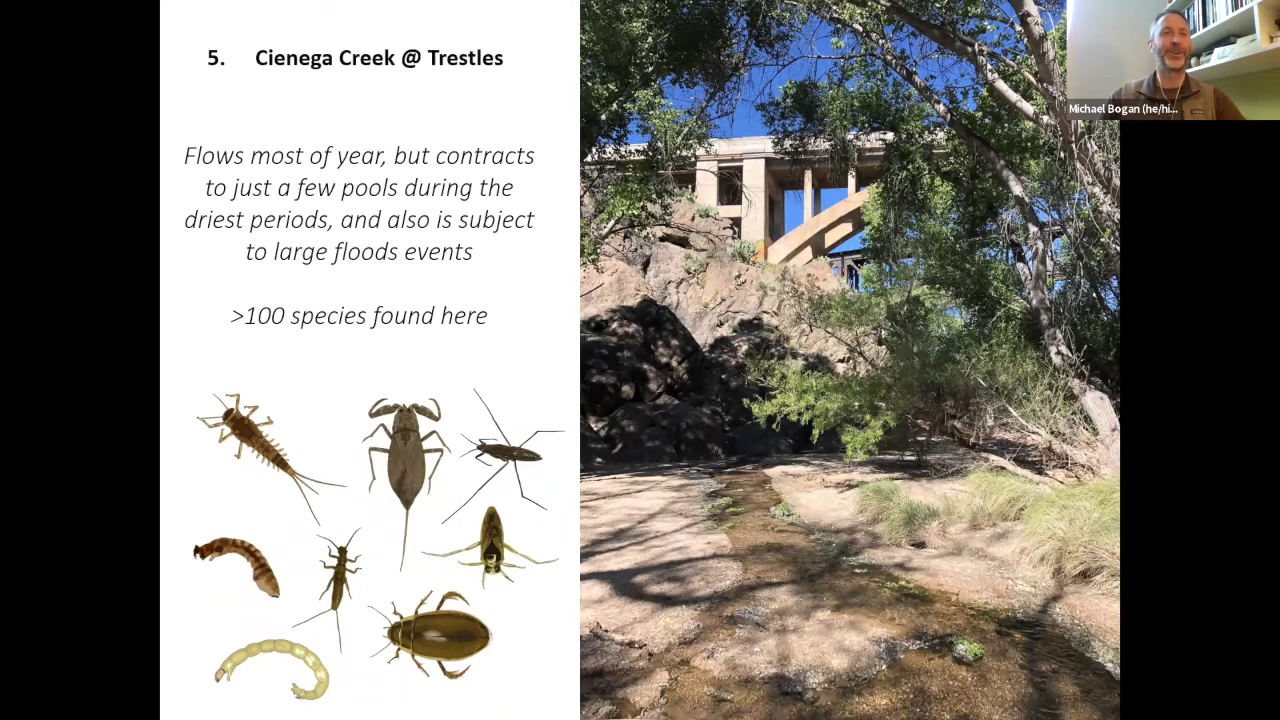 5. Cienega Creek @ Trestles
Flows most of year, but contracts
to just a few pools during the
driest periods, and also is subject
to large floods events
>100 species found here
Michael Bogan (he/hi...